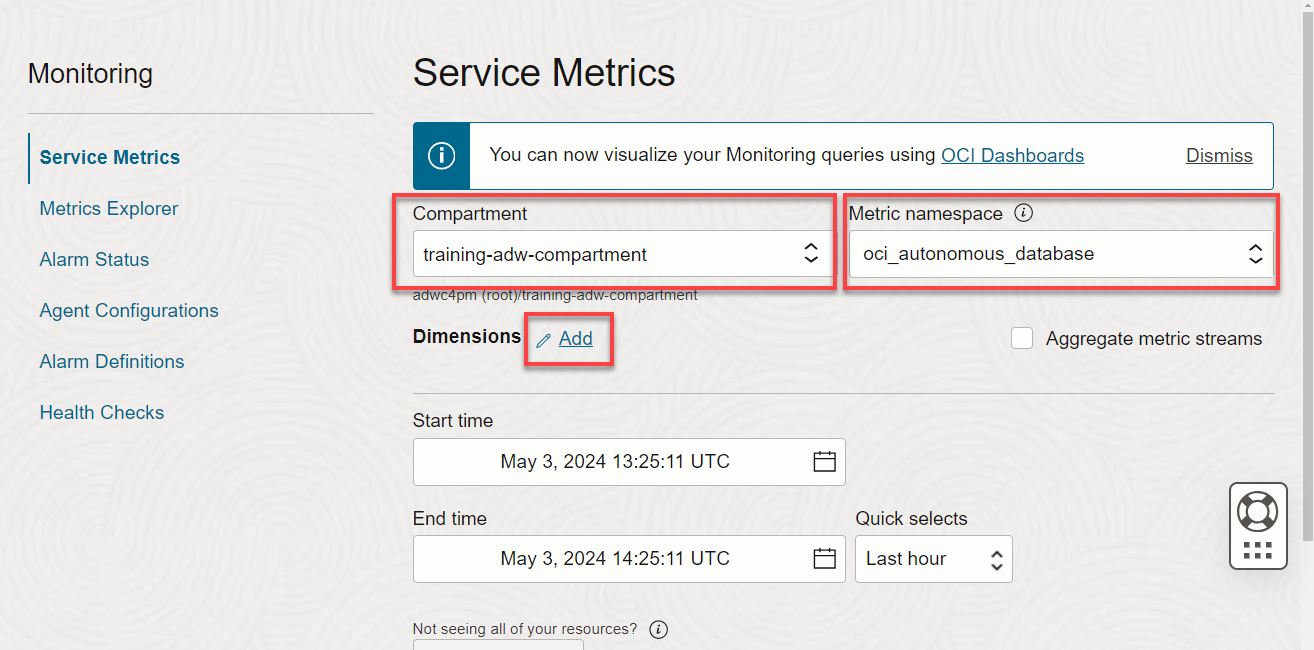 Monitoring
Service Metrics
Metrics Explorer
Alarm Status
Agent Configurations
Alarm Definitions
Health Checks
Service Metrics
You can now visualize your Monitoring queries using OCI Dashboards
Dismiss
Compartment
training-adw-compartment
adwc4pm (root)/training-adw-compartment
Metric namespace
oci_autonomous_database
Dimensions Add
Aggregate metric streams
Start time
May 3, 2024 13:25:11 UTC
End time
May 3, 2024 14:25:11 UTC
Quick selects
Last hour
Not seeing all of your resources?